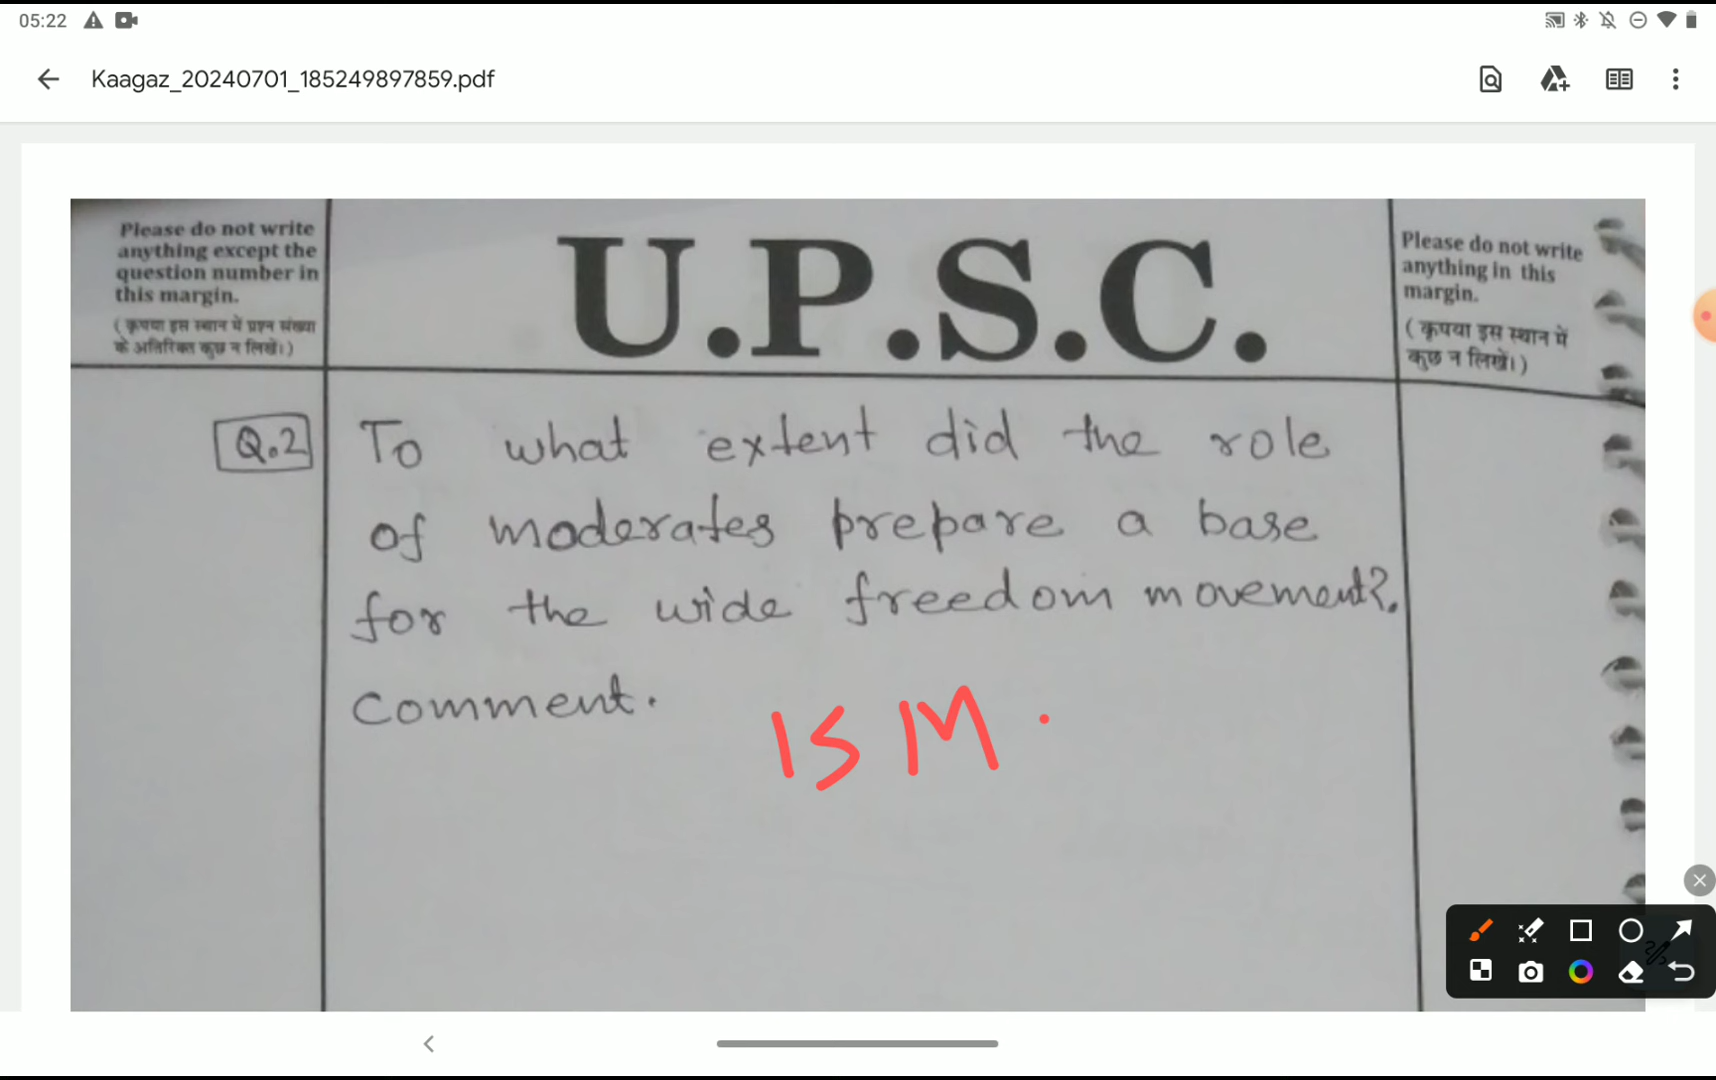 05:22
Kaagaz_20240701_185249897859.pdf
Please do not write
anything except the
question number in
this margin.
(कृपया इस स्थान में प्रश्न संख्या
के अतिरिक्त कुछ न लिखें।)
U.P.S.C.
Please do not write
anything in this
margin.
(कृपया इस स्थान में
कुछ न लिखें।)
Q.2 To what extent did the role
of moderates prepare a base
for the wide freedom movement?.
Comment.
15 M.